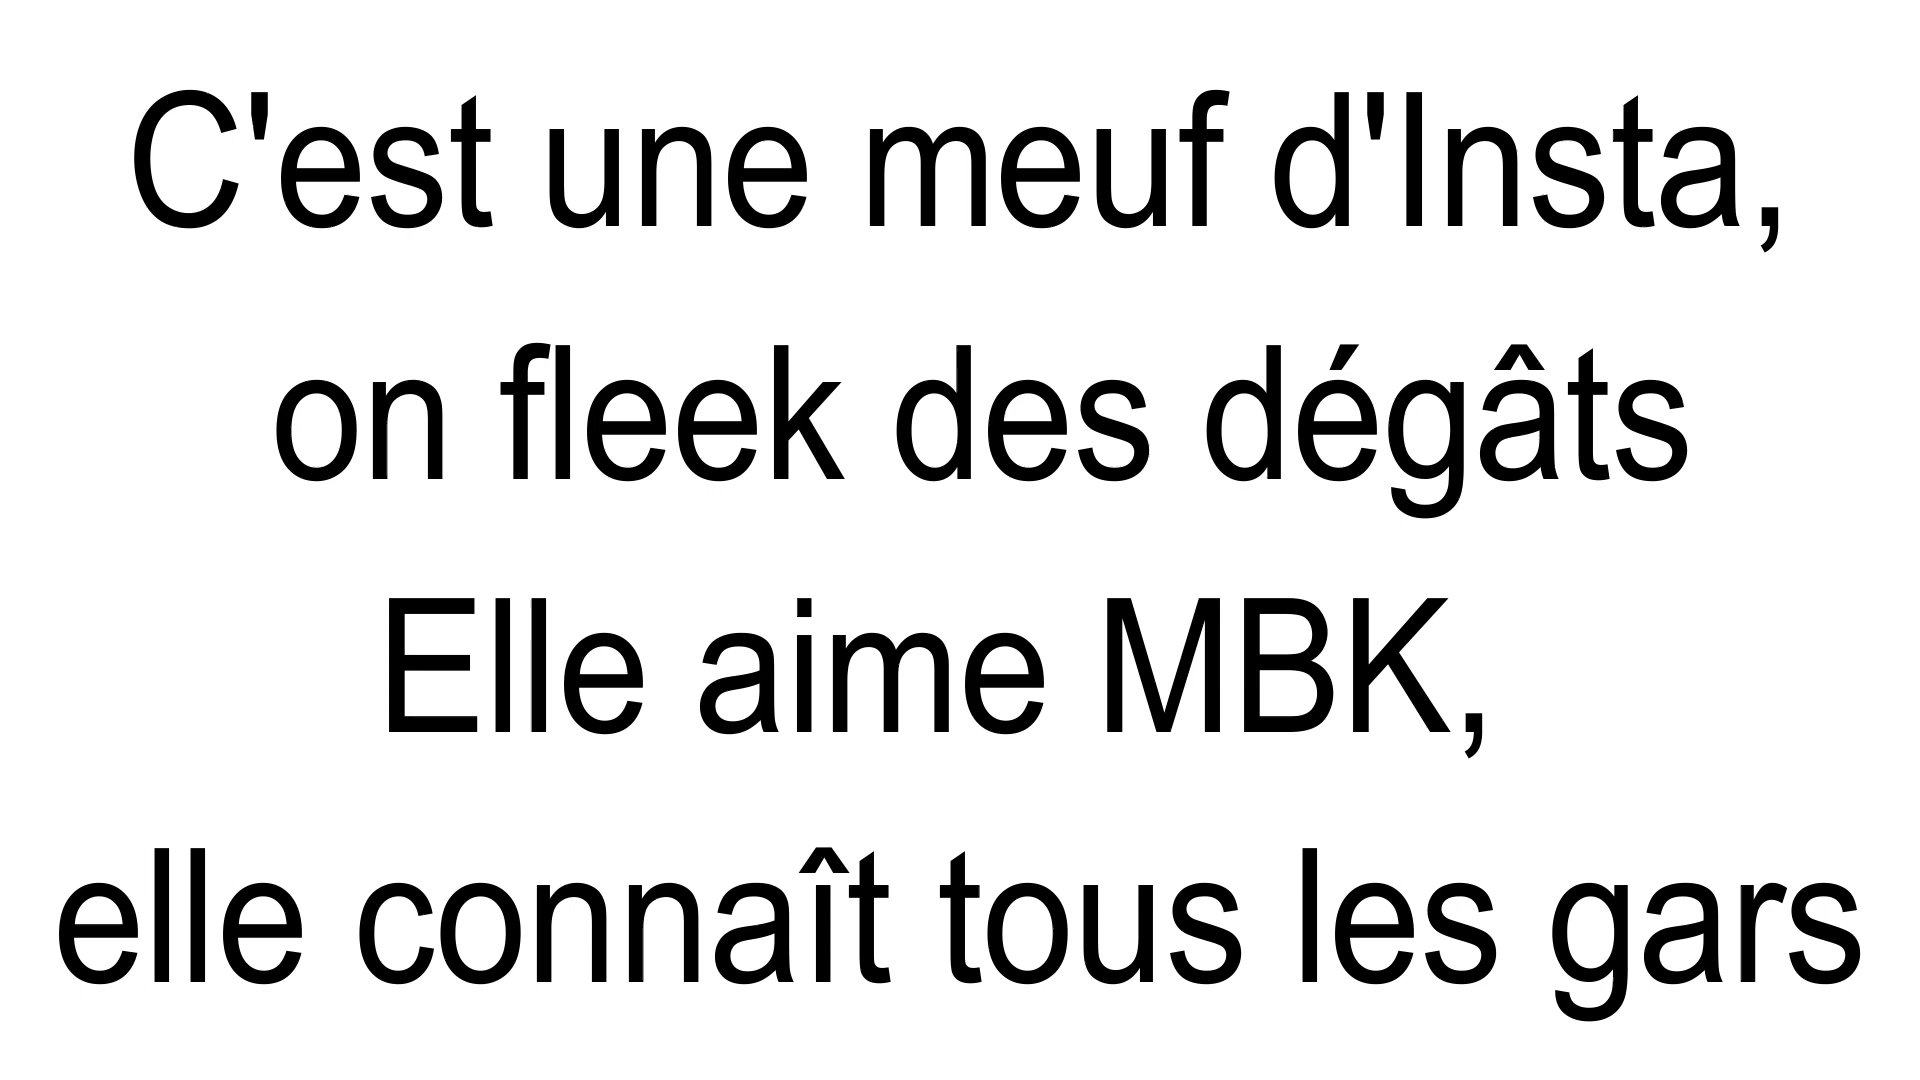 C'est une meuf d'Insta,
on fleek des dégâts
Elle aime MBK,
elle connaît tous les gars